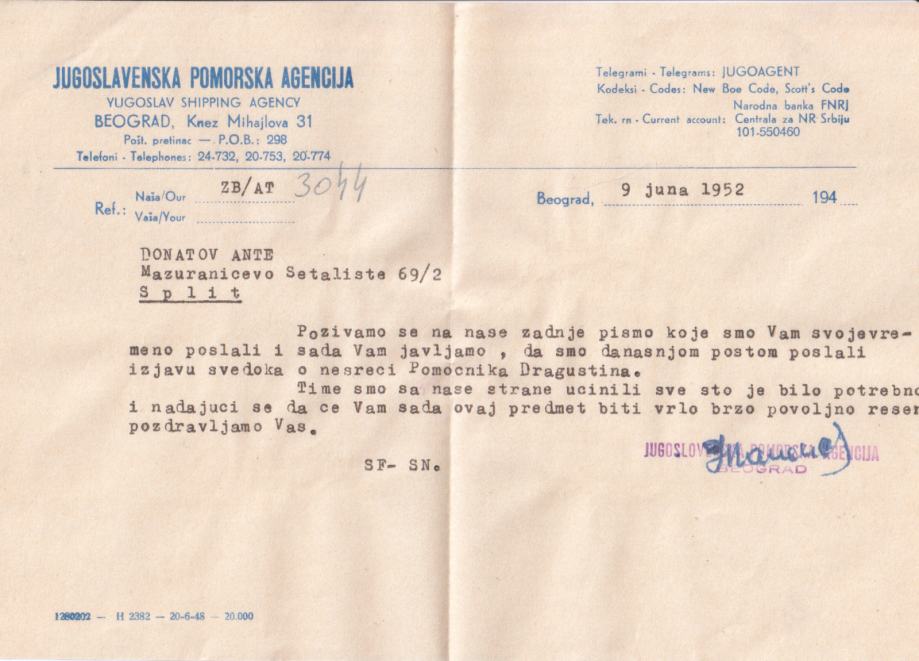 JUGOSLAVENSKA POMORSKA AGENCIJA
YUGOSLAV SHIPPING AGENCY
BEOGRAD, Knez Mihajlova 31
Pošt. pretinac — P.O.B.: 298
Telefoni - Telephones: 24-732, 20-753, 20-774
Telegrami - Telegrams: JUGOAGENT
Kodeksi - Codes: New Boe Code, Scott's Code
Narodna banka FNRJ
Tek. rn - Current account: Centrala za NR Srbiju
101-550460
Ref.: Naša/Our ZB/AT 3044
Vaša/Your
Beograd, 9 juna 1952 194
DONATOV ANTE
Mazuranicevo Setaliste 69/2
Split
Pozivamo se na nase zadnje pismo koje smo Vam svojevre-
meno poslali i sada Vam javljamo , da smo danasnjom postom poslali
izjavu svedoka o nesreci Pomocnika Dragustina.
Time smo sa nase strane ucinili sve sto je bilo potrebno
i nadajuci se da ce Vam sada ovaj predmet biti vrlo brzo povoljno resen
pozdravljamo Vas.
SF- SN.
JUGOSLOVENSKA POMORSKA AGENCIJA
BEOGRAD
1280202 — H 2382 — 20-6-48 — 20.000